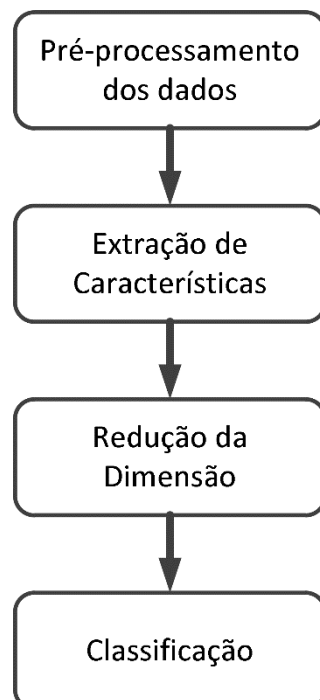 Pré-processamento
dos dados
Extração de
Características
Redução da
Dimensão
Classificação